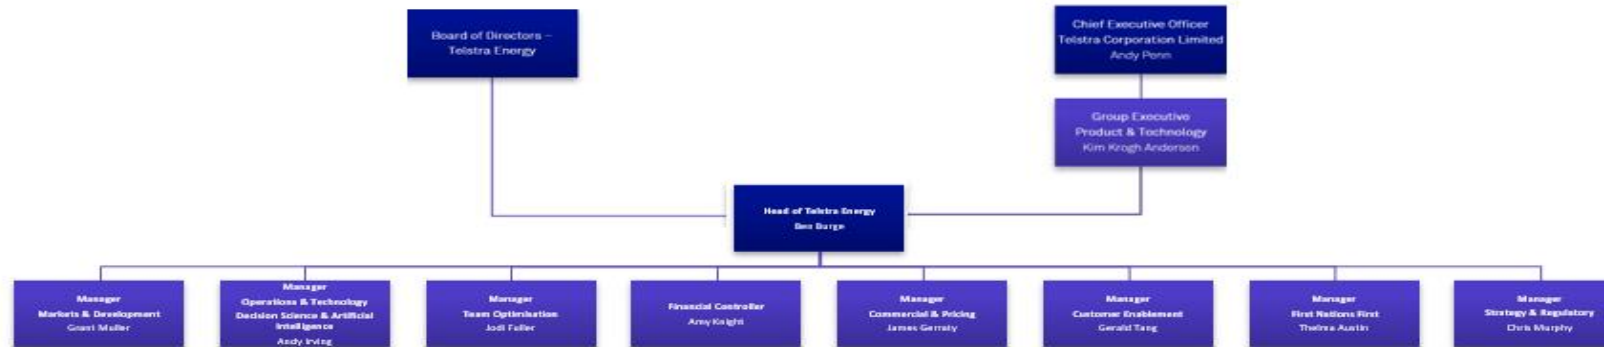 Board of Directors –
Telstra Energy
Chief Executive Officer
Telstra Corporation Limited
Andy Penn
Group Executive
Product & Technology
Kim Krogh Andersen
Head of Telstra Energy
Ben Burge
Manager
Markets & Development
Grant Muller
Manager
Operations & Technology
Decision Science & Artificial
Intelligence
Andy Irving
Manager
Team Optimisation
Jodi Fuller
Financial Controller
Amy Knight
Manager
Commercial & Pricing
James Gerraty
Manager
Customer Enablement
Gerald Tang
Manager
First Nations First
Thelma Austin
Manager
Strategy & Regulatory
Chris Murphy